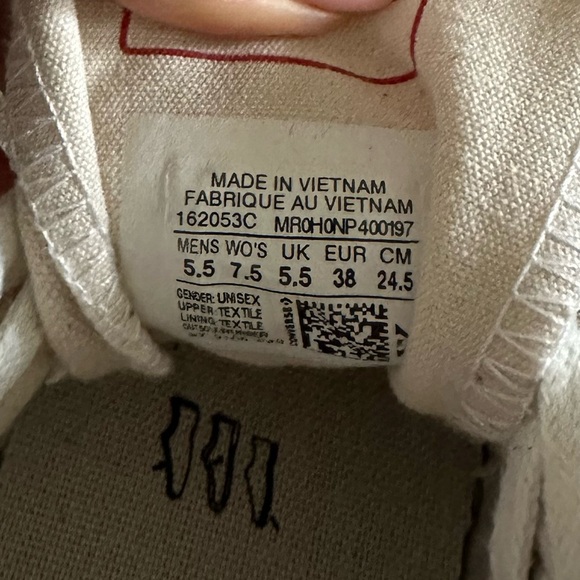 MADE IN VIETNAM
FABRIQUE AU VIETNAM
162053C MR0H0NP400197
MENS WO'S UK EUR CM
5.5 7.5 5.5 38 24.5
GENDER: UNISEX
UPPER: TEXTILE
LINING: TEXTILE
CONVERSE